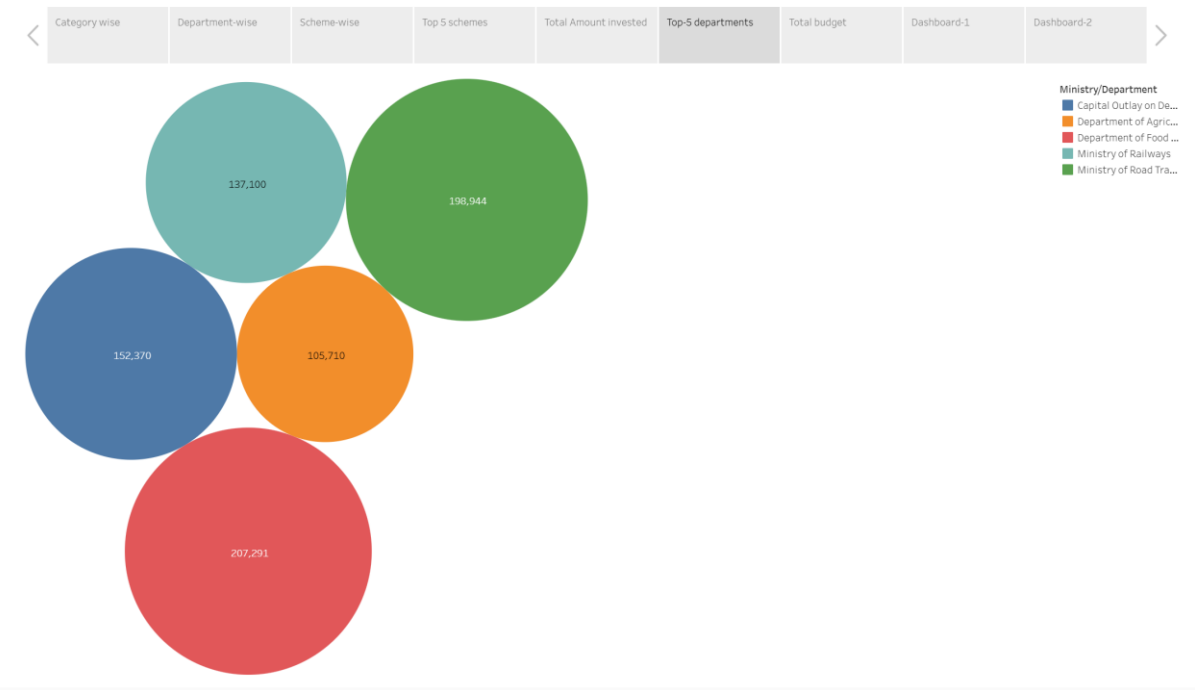 Category wise
Department-wise
Scheme-wise
Top 5 schemes
Total Amount invested
Top-5 departments
Total budget
Dashboard-1
Dashboard-2
Ministry/Department
Capital Outlay on De...
Department of Agric...
Department of Food ...
Ministry of Railways
Ministry of Road Tra...
137,100
198,944
152,370
105,710
207,291